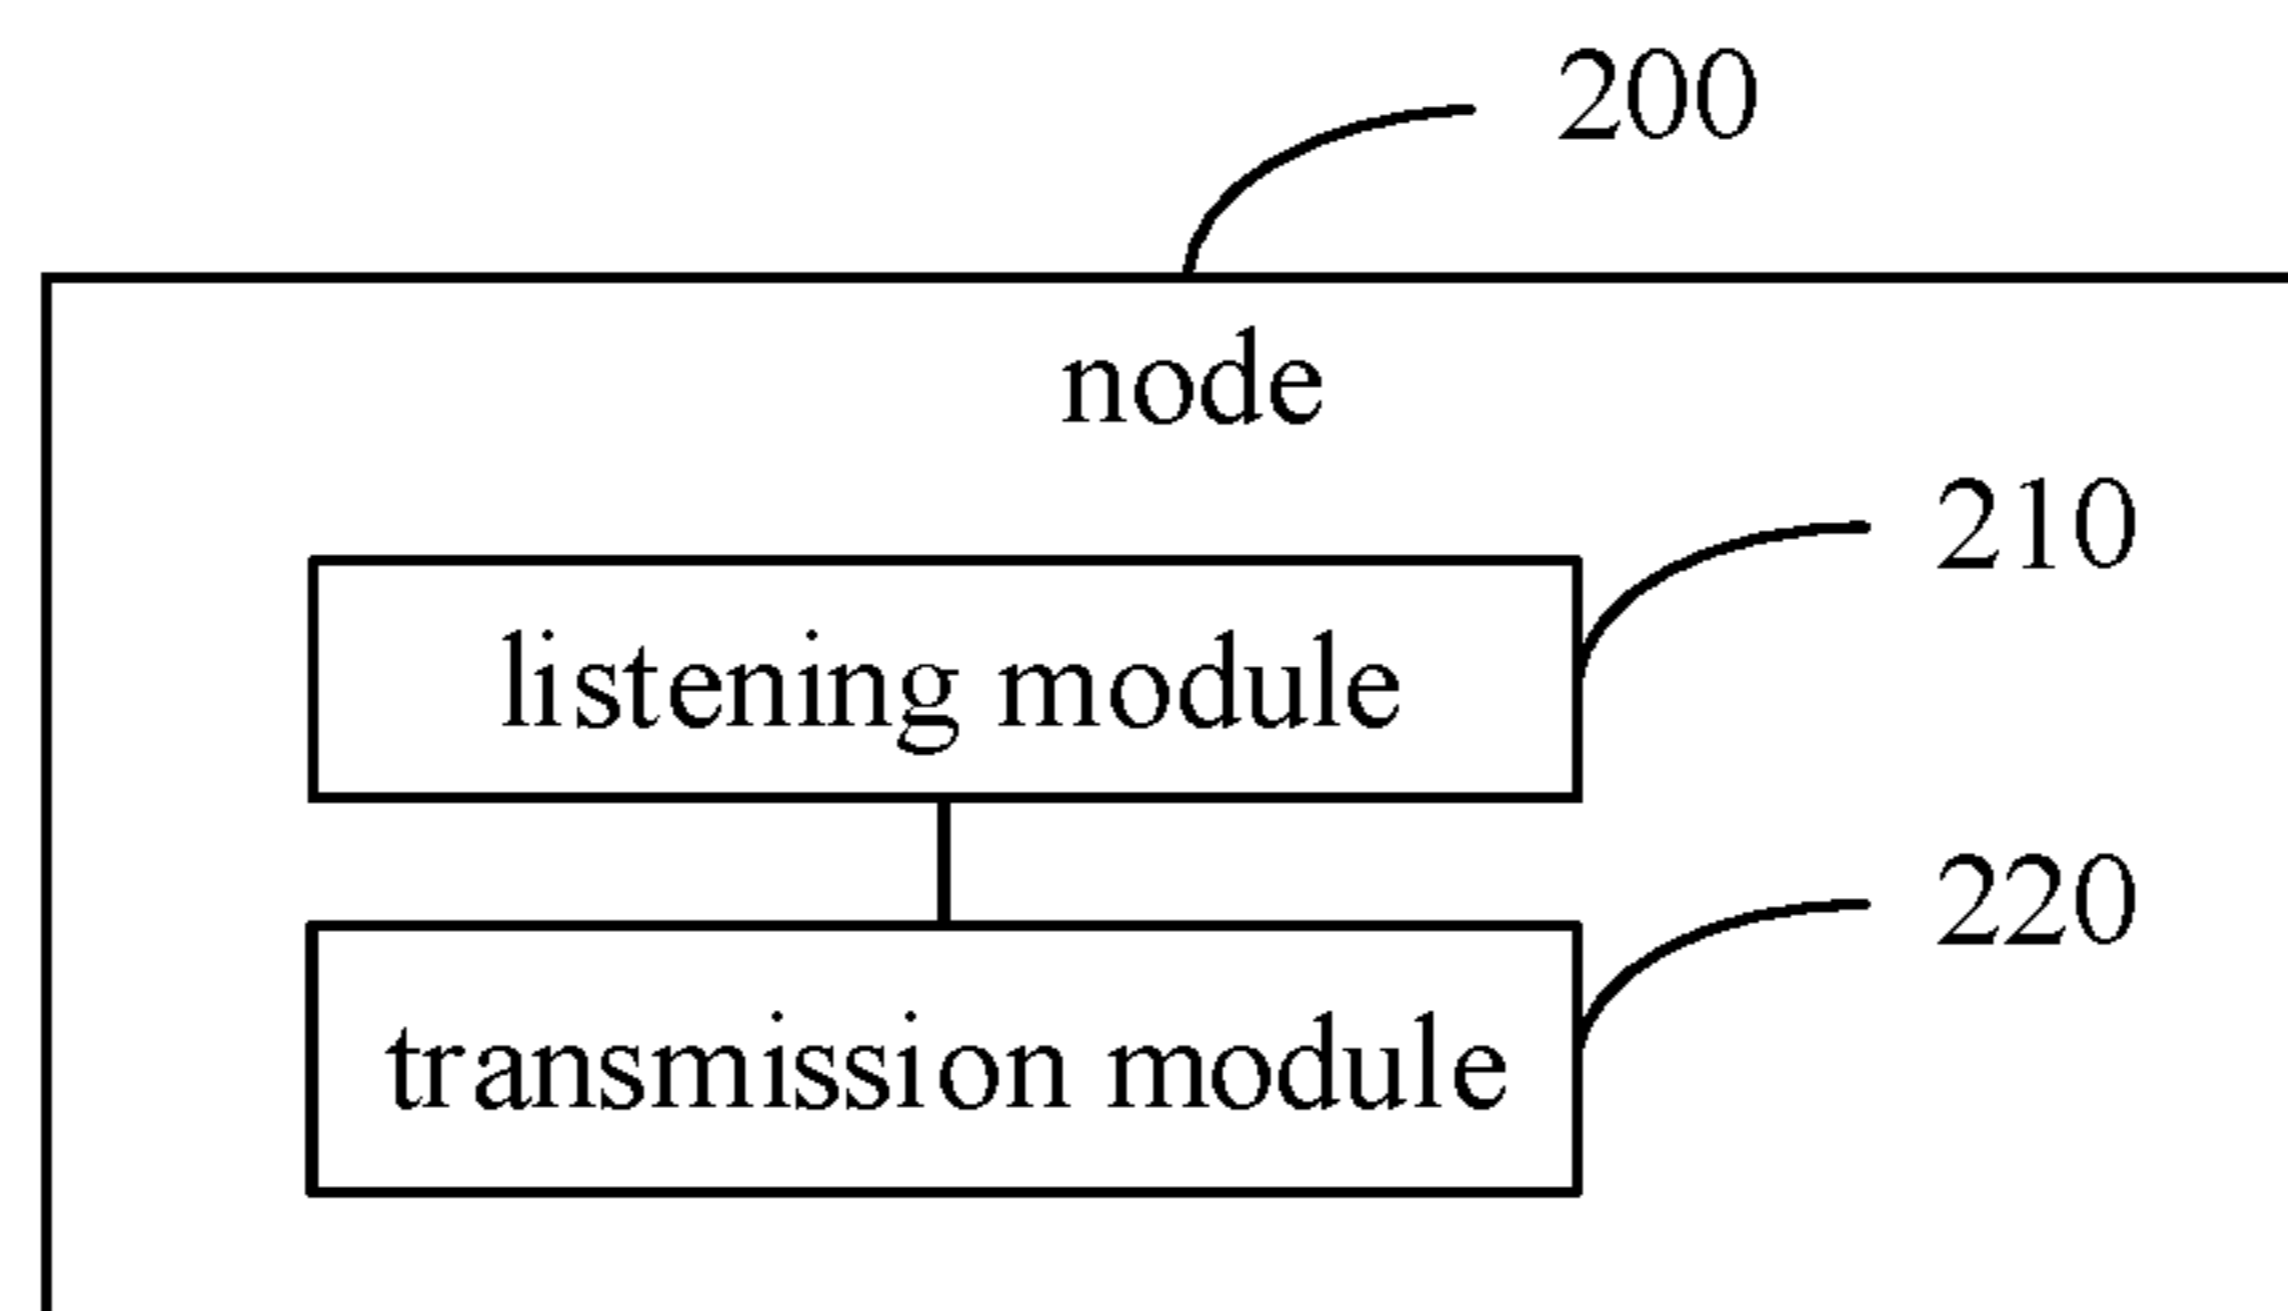 200
node
210
listening module
220
transmission module